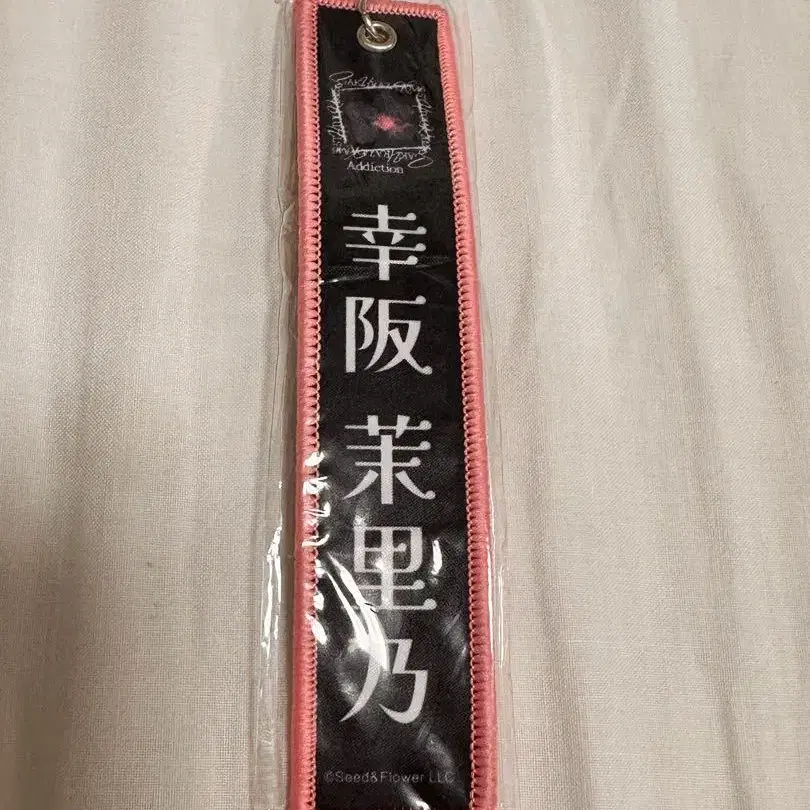 Addiction
幸阪 茉里乃
©Seed&Flower LLC